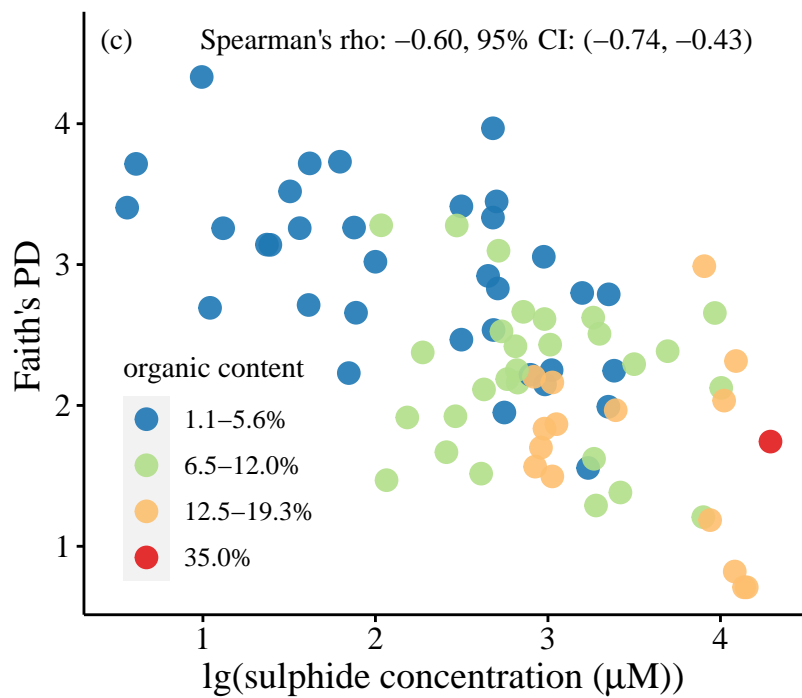 (c) Spearman's rho: −0.60, 95% CI: (−0.74, −0.43)
4
3
2
1
Faith's PD
organic content
1.1–5.6%
6.5–12.0%
12.5–19.3%
35.0%
1 2 3 4
lg(sulphide concentration (μM))